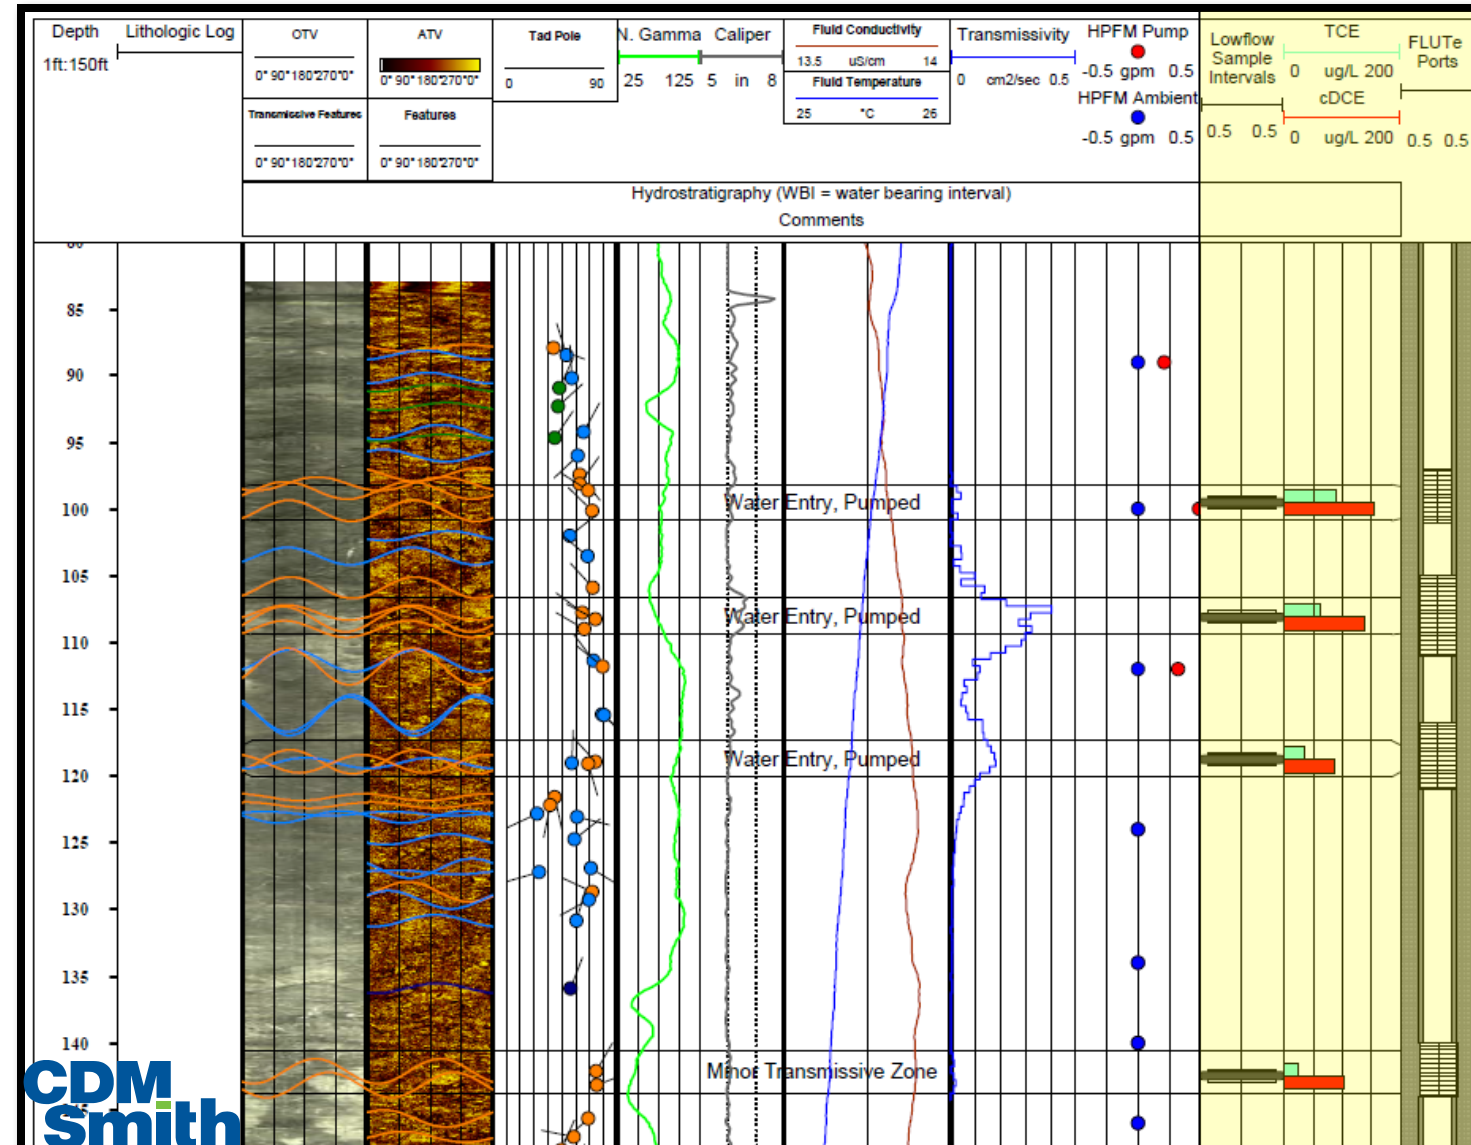 Depth
1ft:150ft
Lithologic Log
OTV
0° 90°180°270°0°
Transmissive Features
0° 90°180°270°0°
ATV
0° 90°180°270°0°
Features
0° 90°180°270°0°
Tad Pole
0 90
N. Gamma
25 125
Caliper
5 in 8
Fluid Conductivity
13.5 uS/cm 14
Fluid Temperature
25 °C 26
Transmissivity
0 cm2/sec 0.5
HPFM Pump
-0.5 gpm 0.5
HPFM Ambient
-0.5 gpm 0.5
Lowflow
Sample
Intervals
0.5 0.5
TCE
0 ug/L 200
cDCE
0 ug/L 200
FLUTe
Ports
0.5 0.5
Hydrostratigraphy (WBI = water bearing interval)
Comments
85
90
95
100
Water Entry, Pumped
105
Water Entry, Pumped
110
115
Water Entry, Pumped
120
125
130
135
140
Minor Transmissive Zone
CDM
Smith